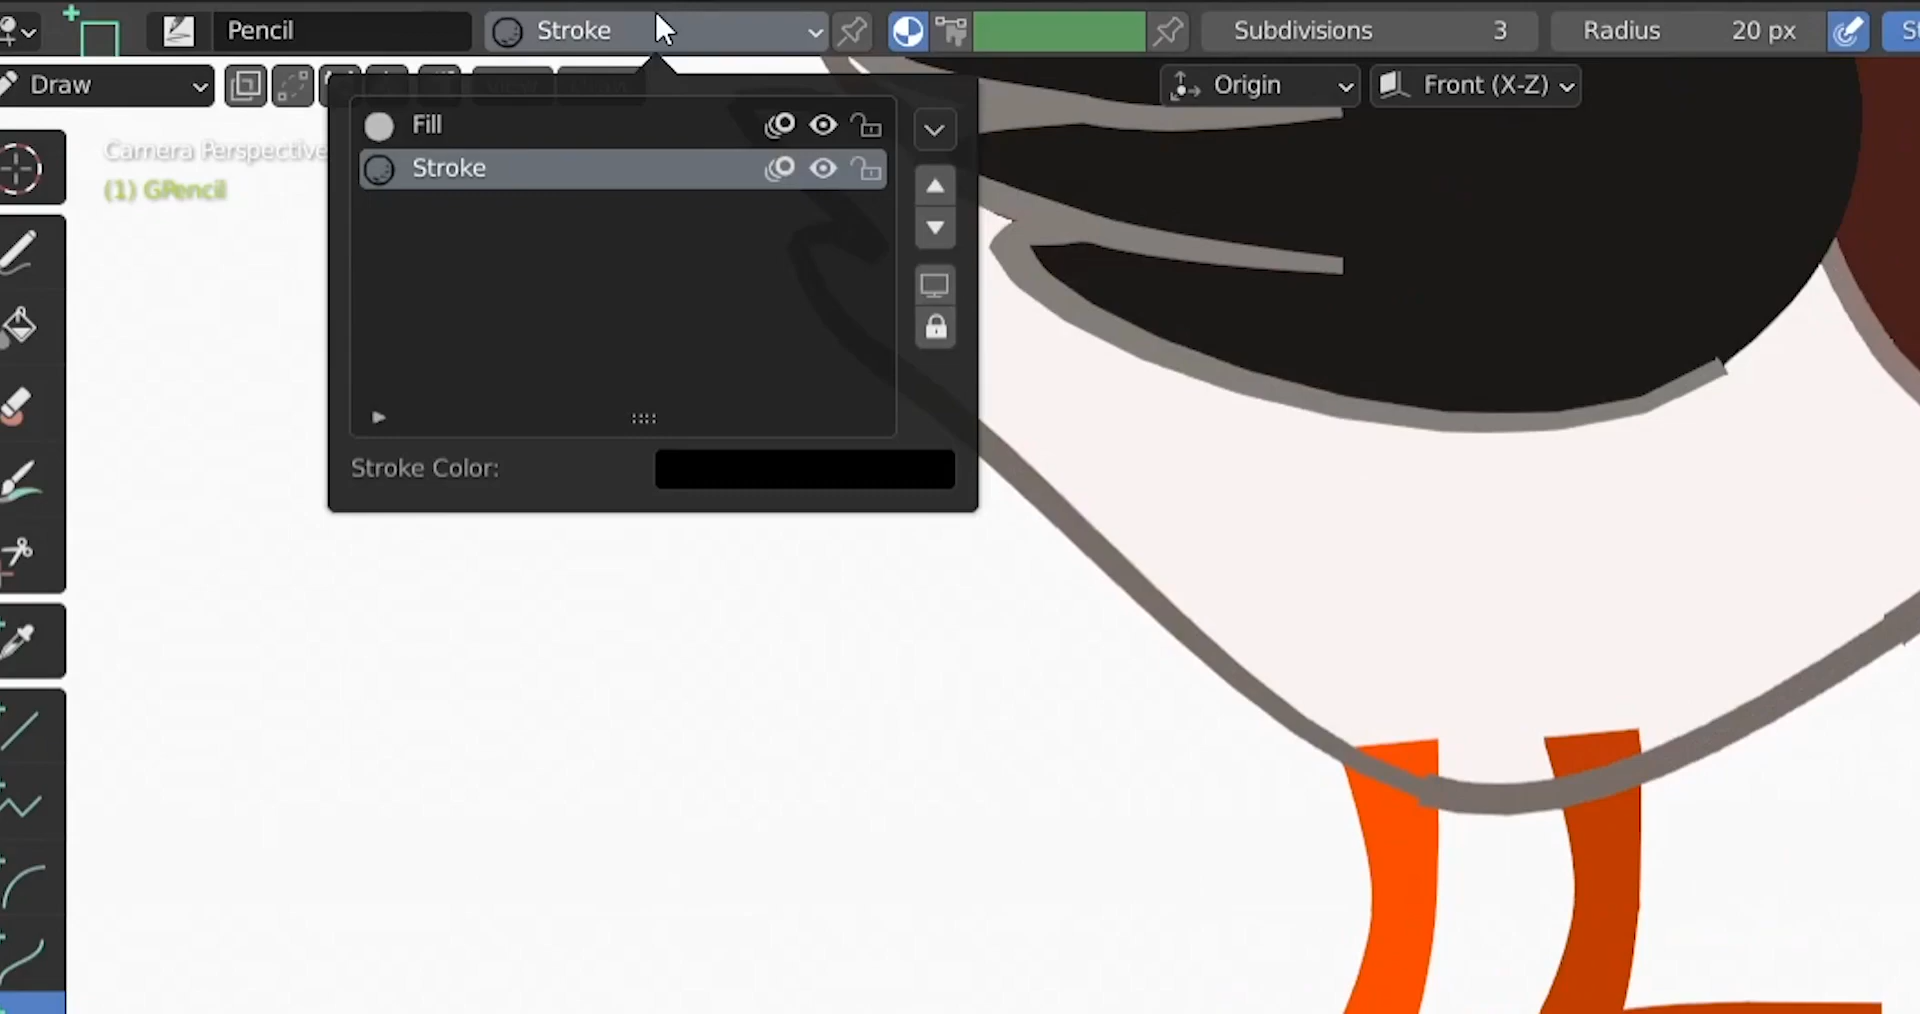 Pencil
Stroke
Subdivisions 3
Radius 20 px
Draw
Origin
Front (X-Z)
Fill
Stroke
Camera Perspective
(1) GPencil
Stroke Color: